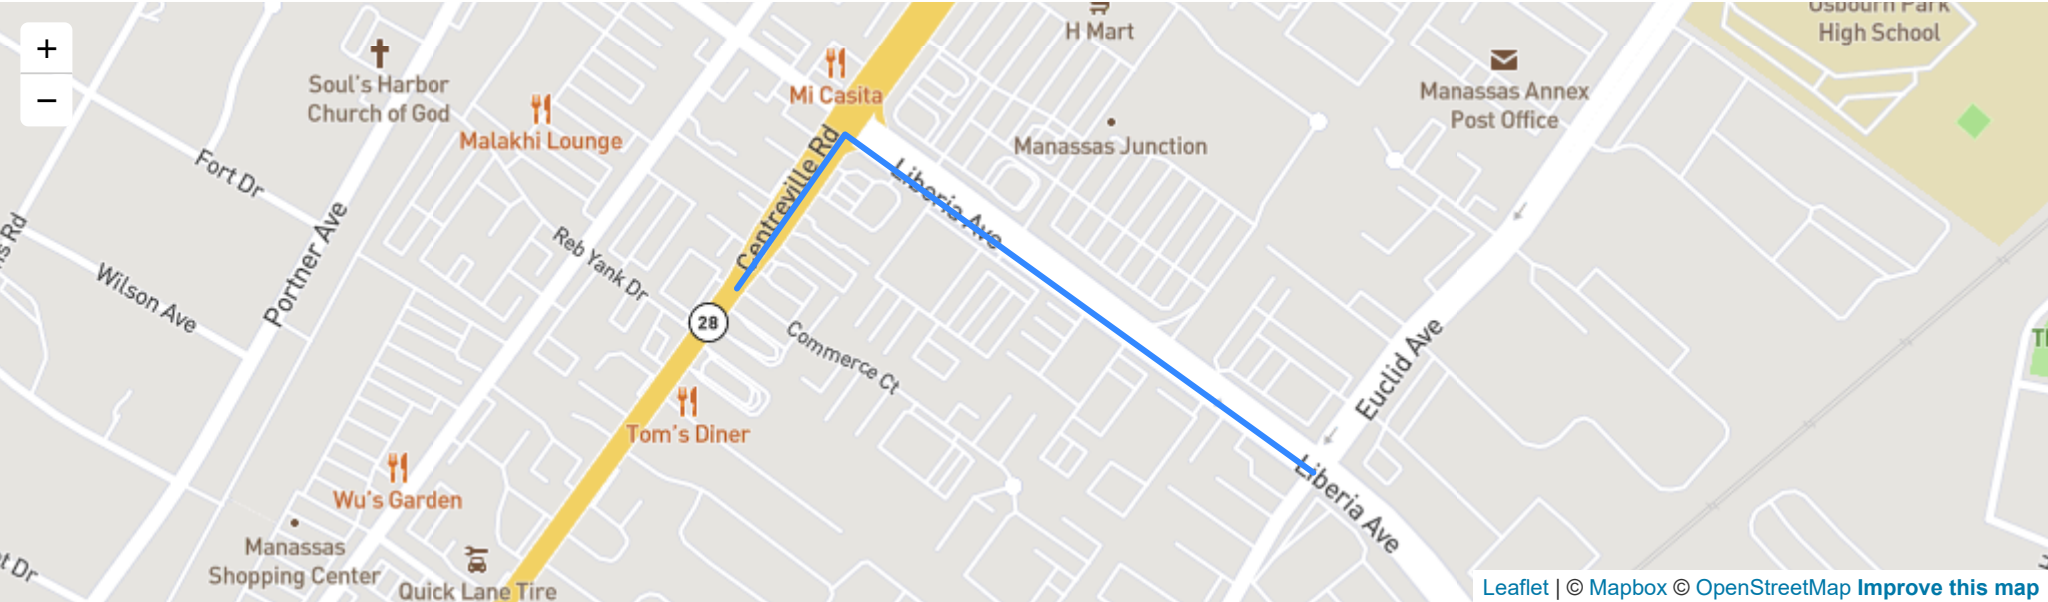 +
−
Soul's Harbor
Church of God
Malakhi Lounge
Mi Casita
H Mart
Osbourn Park
High School
Manassas Annex
Post Office
Manassas Junction
Fort Dr
Portner Ave
Wilson Ave
Reb Yank Dr
Centreville Rd
Liberia Ave
28
Commerce Ct
Euclid Ave
Tom's Diner
Wu's Garden
Liberia Ave
Manassas
Shopping Center
Quick Lane Tire
Leaflet | © Mapbox © OpenStreetMap Improve this map